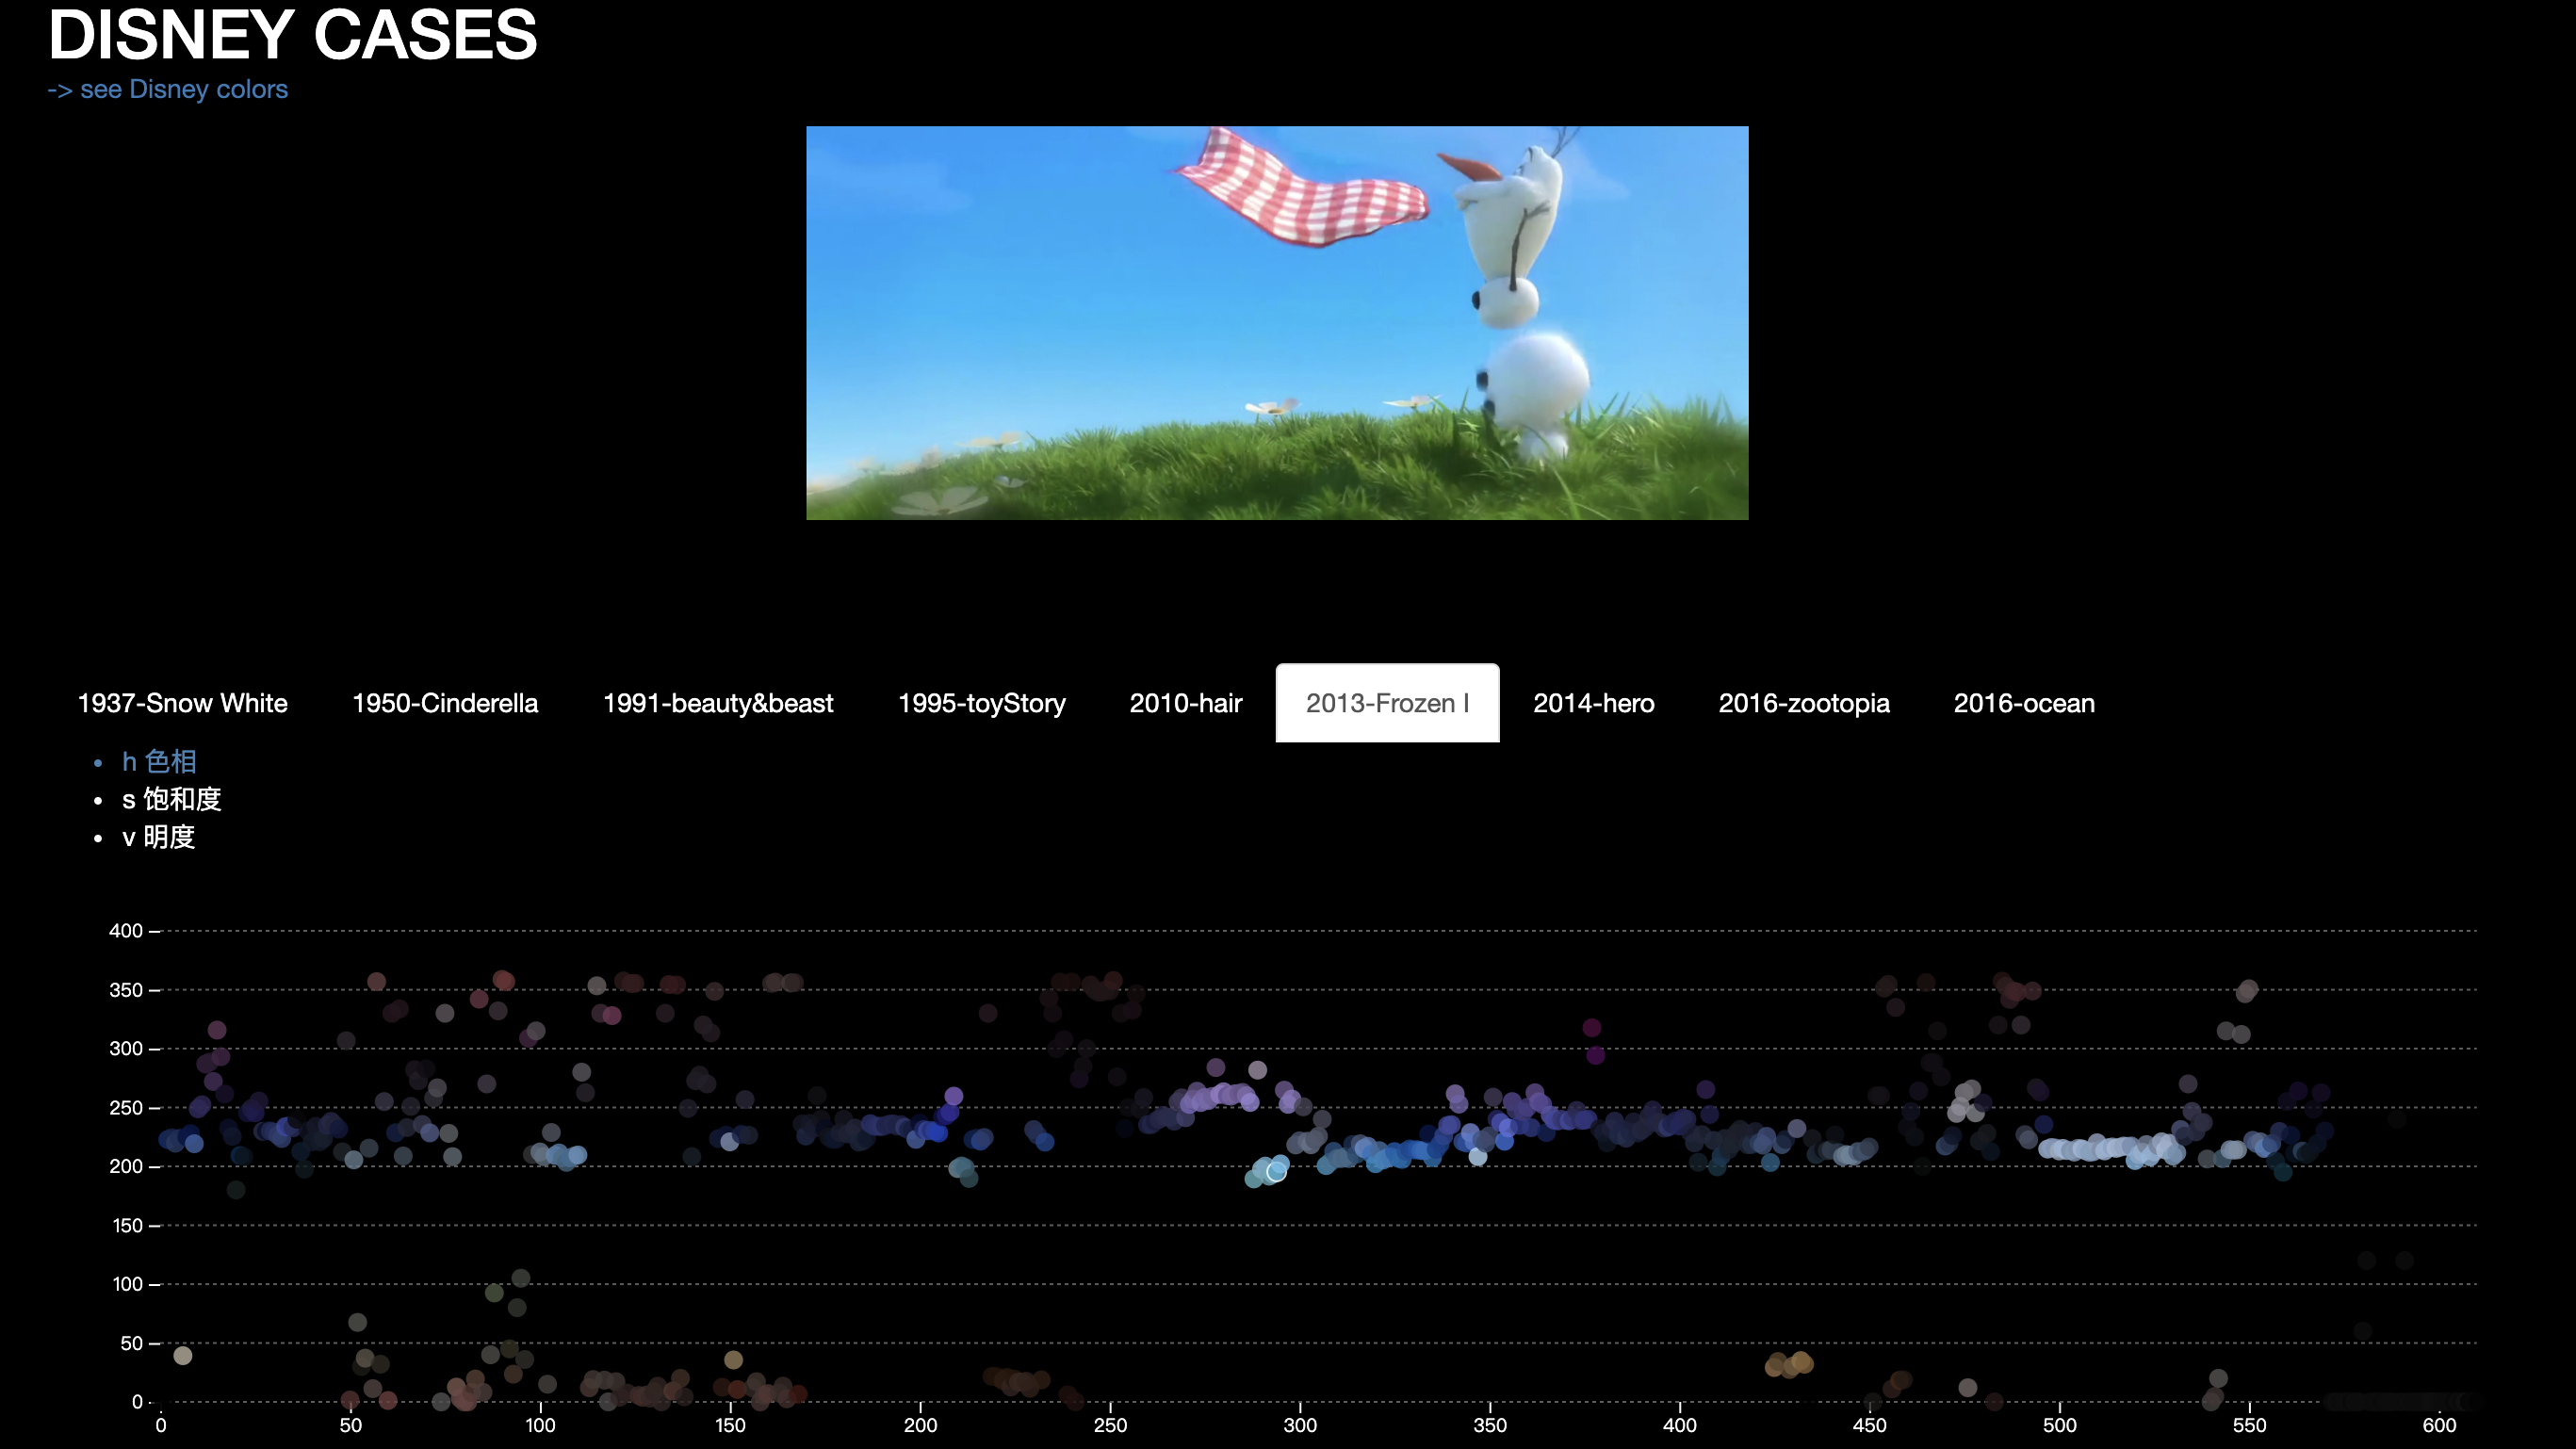 DISNEY CASES
-> see Disney colors
1937-Snow White 1950-Cinderella 1991-beauty&beast 1995-toyStory 2010-hair 2013-Frozen I 2014-hero 2016-zootopia 2016-ocean
h 色相
s 饱和度
v 明度
400
350
300
250
200
150
100
50
0
0 50 100 150 200 250 300 350 400 450 500 550 600